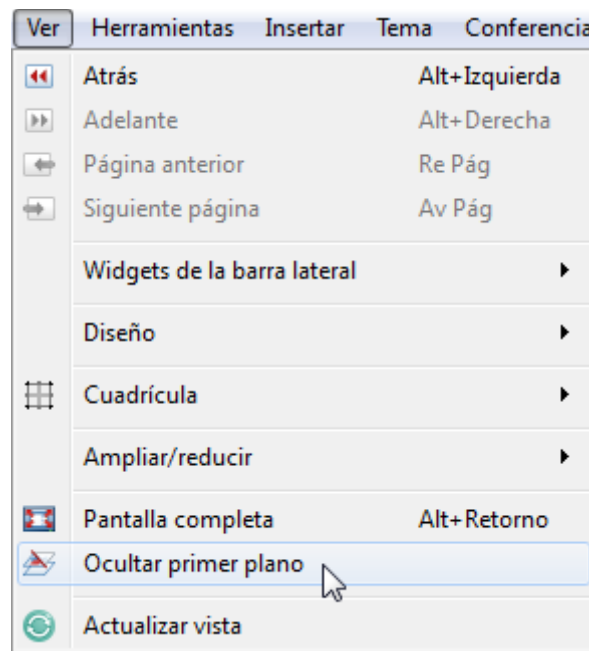 Ver Herramientas Insertar Tema Conferencia
Atrás Alt+Izquierda
Adelante Alt+Derecha
Página anterior Re Pág
Siguiente página Av Pág
Widgets de la barra lateral
Diseño
Cuadrícula
Ampliar/reducir
Pantalla completa Alt+Retorno
Ocultar primer plano
Actualizar vista